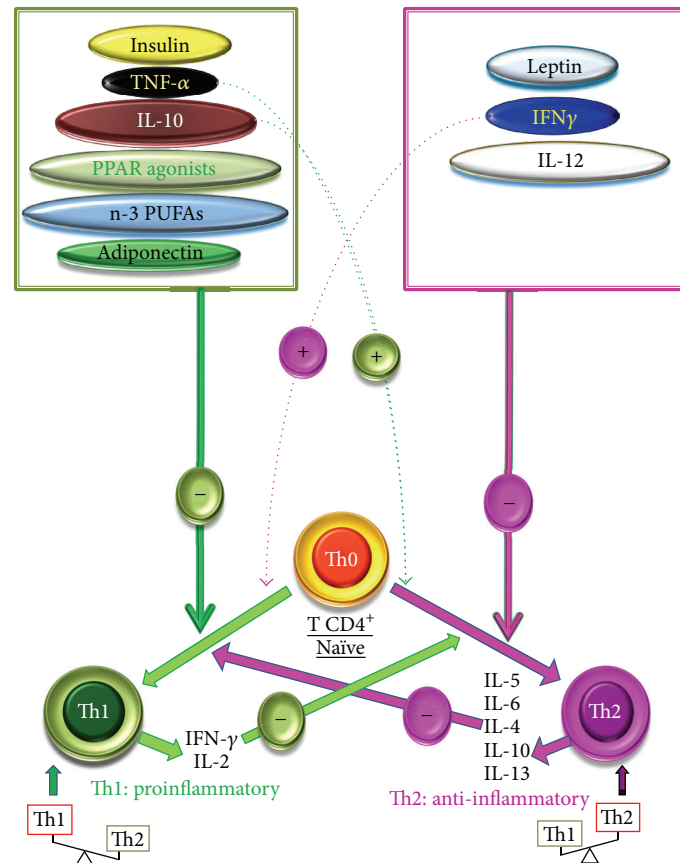 Insulin
TNF-α
IL-10
PPAR agonists
n-3 PUFAs
Adiponectin
Leptin
IFNγ
IL-12
+
+
−
−
Th0
T CD4⁺
Naïve
Th1
IFN-γ
IL-2
−
−
IL-5
IL-6
IL-4
IL-10
IL-13
Th2
Th1: proinflammatory
Th2: anti-inflammatory
Th1
Th2
Th1
Th2